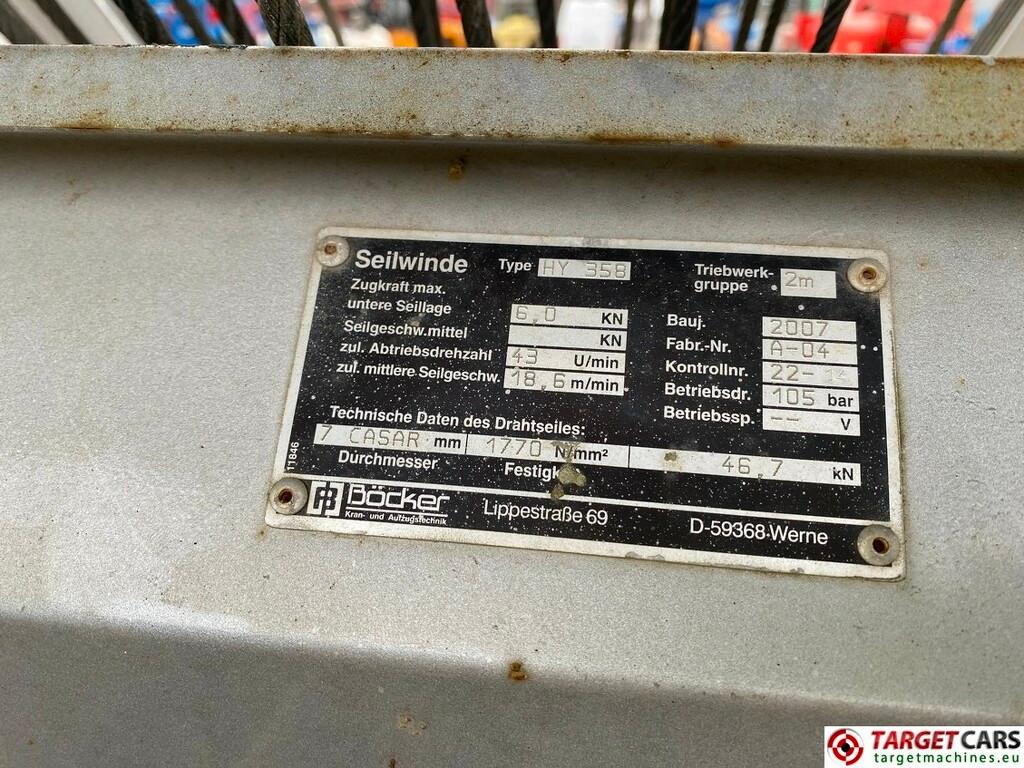 Seilwinde Type HY 358 Triebwerk-
gruppe 2m
Zugkraft max.
untere Seillage 6,0 KN
Seilgeschw.mittel KN
zul. Abtriebsdrehzahl 43 U/min
zul. mittlere Seilgeschw. 18,6 m/min
Bauj. 2007
Fabr.-Nr. A-04
Kontrollnr. 22-
Betriebsdr. 105 bar
Betriebssp. -- V
Technische Daten des Drahtseiles:
7 CASAR mm 1770 N/mm² 46,7 kN
Durchmesser
11846
Böcker
Kran- und Aufzugstechnik
Lippestraße 69 D-59368 Werne
TARGETCARS
targetmachines.eu